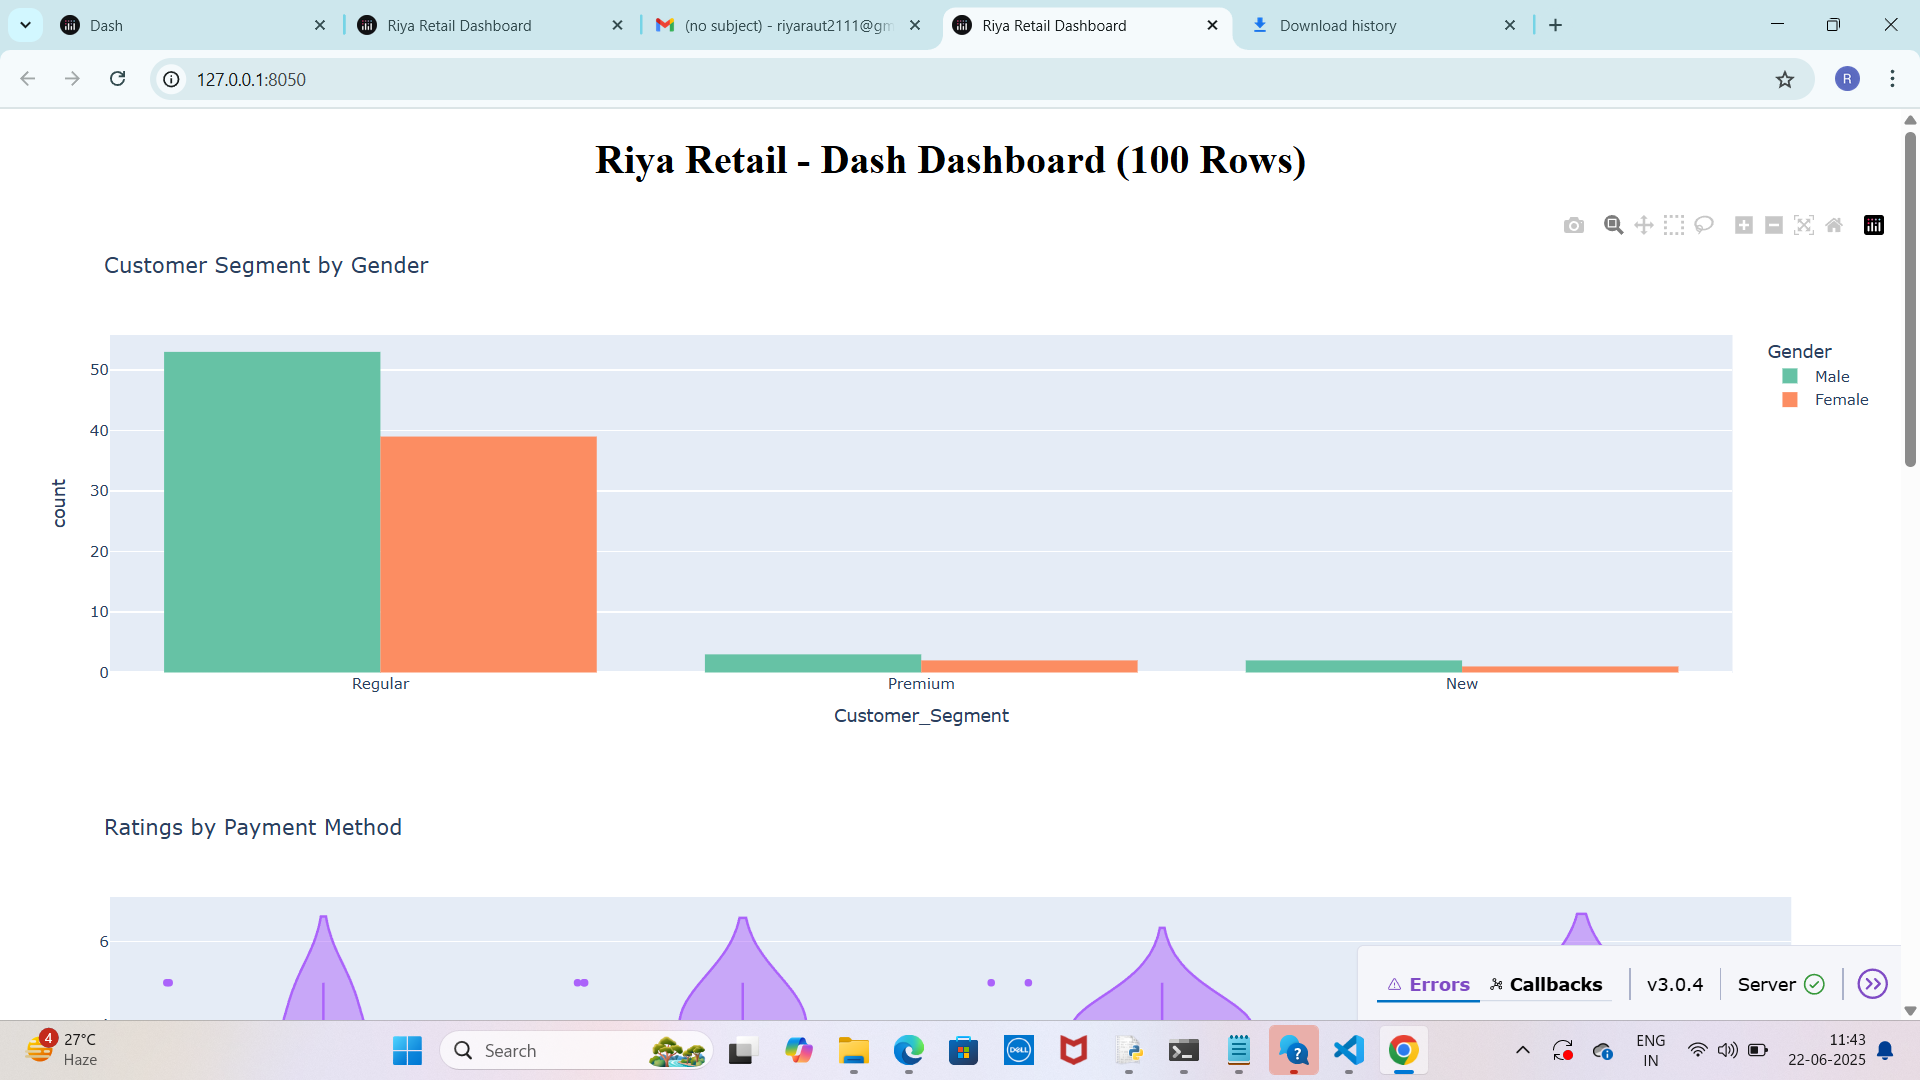 Dash
Riya Retail Dashboard
(no subject) - riyaraut2111@gm
Riya Retail Dashboard
Download history
127.0.0.1:8050
R
Riya Retail - Dash Dashboard (100 Rows)
Customer Segment by Gender
50
40
30
20
10
0
count
Regular
Premium
New
Customer_Segment
Gender
Male
Female
Ratings by Payment Method
6
Errors
Callbacks
v3.0.4
Server
4
27°C
Haze
Search
DELL
ENG
IN
11:43
22-06-2025